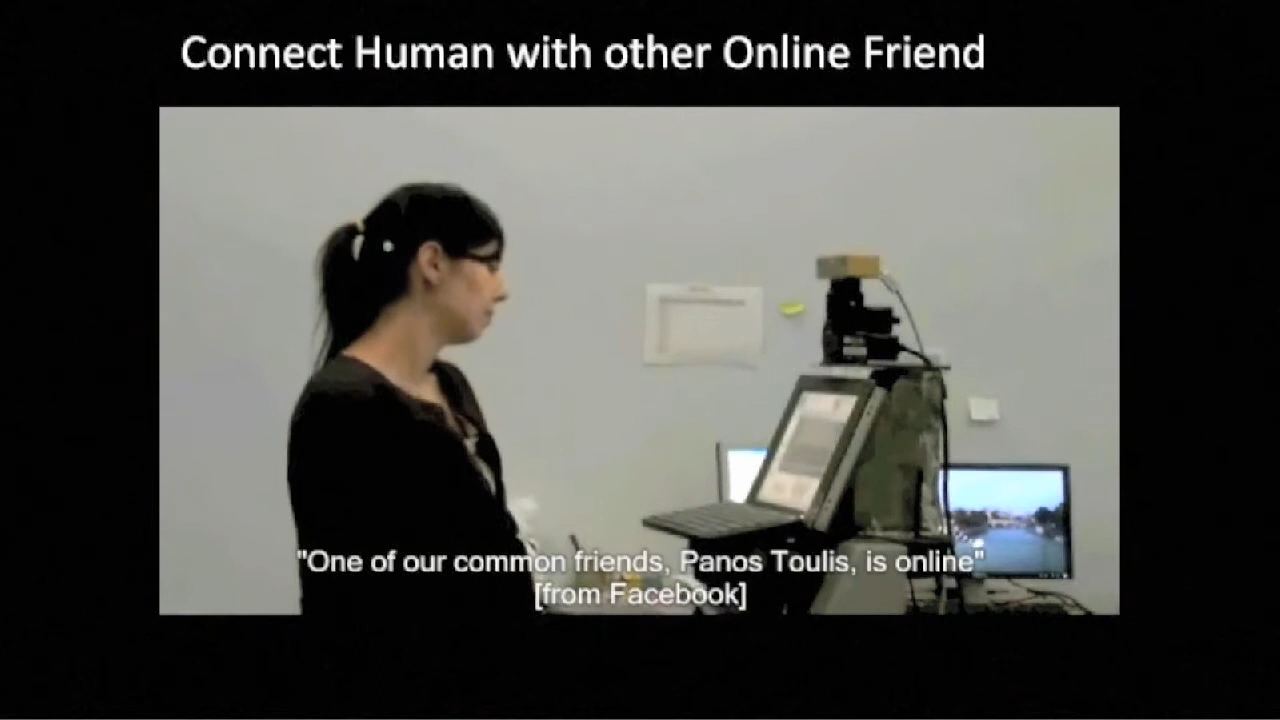 Connect Human with other Online Friend
"One of our common friends, Panos Toulis, is online"
[from Facebook]